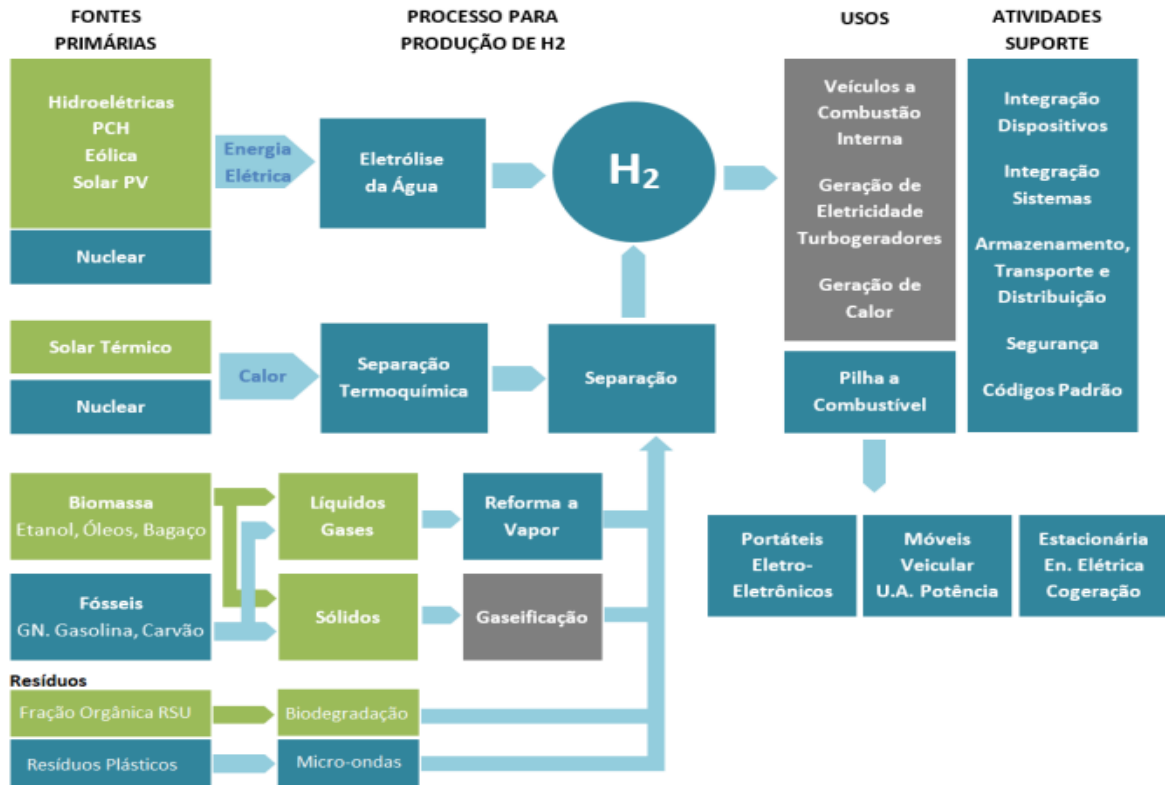 FONTES
PRIMÁRIAS
PROCESSO PARA
PRODUÇÃO DE H2
USOS
ATIVIDADES
SUPORTE
Hidroelétricas
PCH
Eólica
Solar PV
Nuclear
Energia
Elétrica
Eletrólise
da Água
H₂
Veículos a
Combustão
Interna
Geração de
Eletricidade
Turbogeradores
Geração de
Calor
Integração
Dispositivos
Integração
Sistemas
Armazenamento,
Transporte e
Distribuição
Segurança
Códigos Padrão
Solar Térmico
Nuclear
Calor
Separação
Termoquímica
Separação
Pilha a
Combustível
Biomassa
Etanol, Óleos, Bagaço
Líquidos
Gases
Reforma a
Vapor
Portáteis
Eletro-
Eletrônicos
Móveis
Veicular
U.A. Potência
Estacionária
En. Elétrica
Cogeração
Fósseis
GN. Gasolina, Carvão
Sólidos
Gaseificação
Resíduos
Fração Orgânica RSU
Biodegradação
Resíduos Plásticos
Micro-ondas